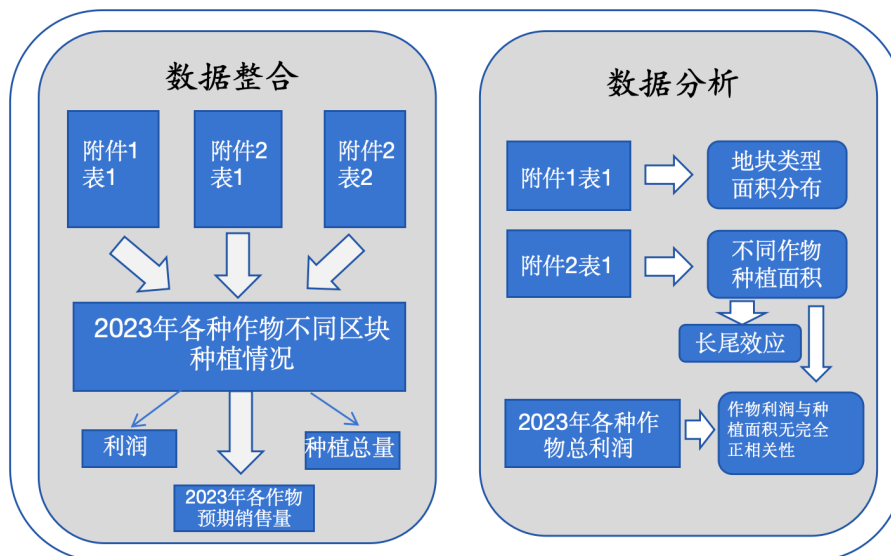 数据整合
附件1
表1
附件2
表1
附件2
表2
2023年各种作物不同区块
种植情况
利润
种植总量
2023年各作物
预期销售量
数据分析
附件1表1
地块类型
面积分布
附件2表1
不同作物
种植面积
长尾效应
2023年各种作
物总利润
作物利润与种
植面积无完全
正相关性